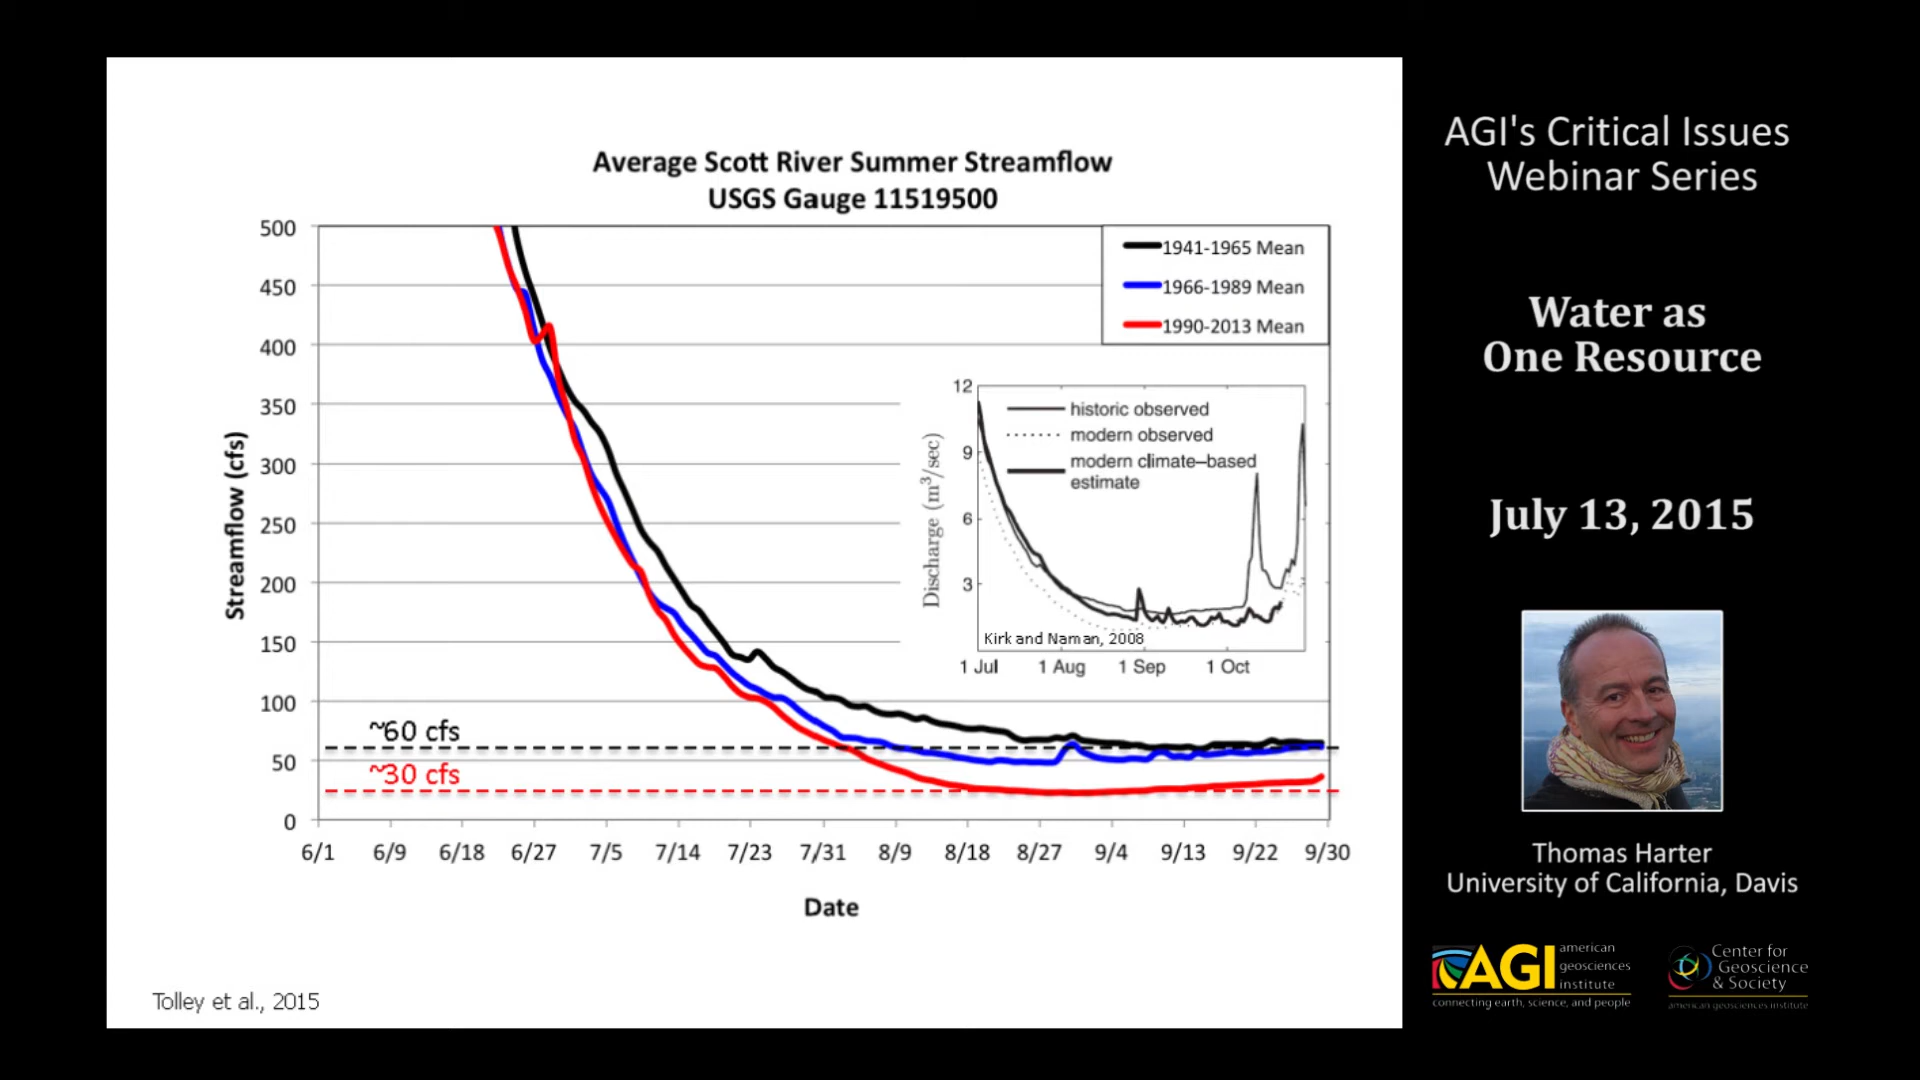 Average Scott River Summer Streamflow
USGS Gauge 11519500
500
450
400
350
300
250
200
150
100
50
0
Streamflow (cfs)
1941-1965 Mean
1966-1989 Mean
1990-2013 Mean
~60 cfs
~30 cfs
12
9
6
3
Discharge (m³/sec)
historic observed
modern observed
modern climate–based
estimate
Kirk and Naman, 2008
1 Jul 1 Aug 1 Sep 1 Oct
6/1 6/9 6/18 6/27 7/5 7/14 7/23 7/31 8/9 8/18 8/27 9/4 9/13 9/22 9/30
Date
Tolley et al., 2015
AGI's Critical Issues
Webinar Series
Water as
One Resource
July 13, 2015
Thomas Harter
University of California, Davis
AGI
american
geosciences
institute
connecting earth, science, and people
Center for
Geoscience
& Society
american geosciences institute